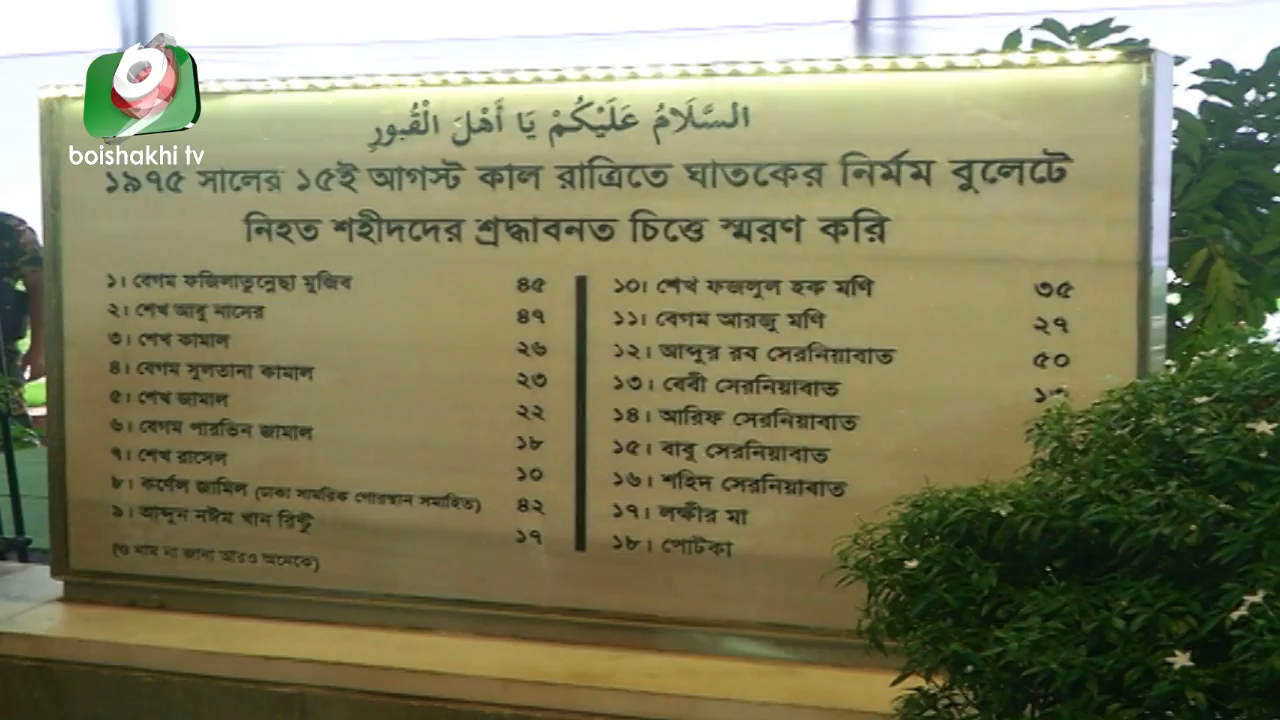 boishakhi tv
السَّلَامُ عَلَيْكُمْ يَا أَهْلَ الْقُبُورِ
১৯৭৫ সালের ১৫ই আগস্ট কাল রাত্রিতে ঘাতকের নির্মম বুলেটে
নিহত শহীদদের শ্রদ্ধাবনত চিত্তে স্মরণ করি
১। বেগম ফজিলাতুন্নেছা মুজিব ৪৫
২। শেখ আবু নাসের ৪৭
৩। শেখ কামাল ২৬
৪। বেগম সুলতানা কামাল ২৩
৫। শেখ জামাল ২২
৬। বেগম পারভিন জামাল ১৮
৭। শেখ রাসেল ১০
৮। কর্ণেল জামিল (ঢাকা সামরিক গোরস্থান সমাহিত) ৪২
৯। আব্দুন নঈম খান রিন্টু ১৭
(ও নাম না জানা আরও অনেকে)
১০। শেখ ফজলুল হক মণি ৩৫
১১। বেগম আরজু মণি ২৭
১২। আব্দুর রব সেরনিয়াবাত ৫০
১৩। বেবী সেরনিয়াবাত
১৪। আরিফ সেরনিয়াবাত
১৫। বাবু সেরনিয়াবাত
১৬। শহিদ সেরনিয়াবাত
১৭। লক্ষীর মা
১৮। পোটকা